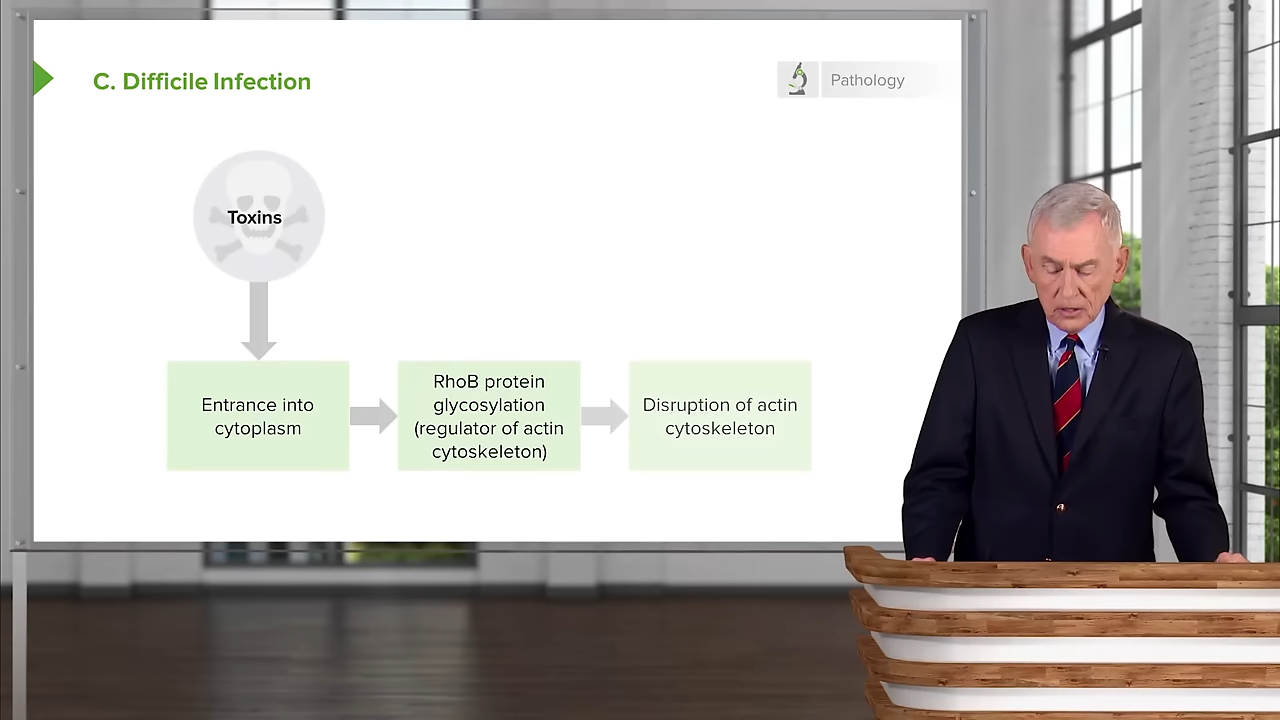 C. Difficile Infection
Pathology
Toxins
Entrance into
cytoplasm
RhoB protein
glycosylation
(regulator of actin
cytoskeleton)
Disruption of actin
cytoskeleton